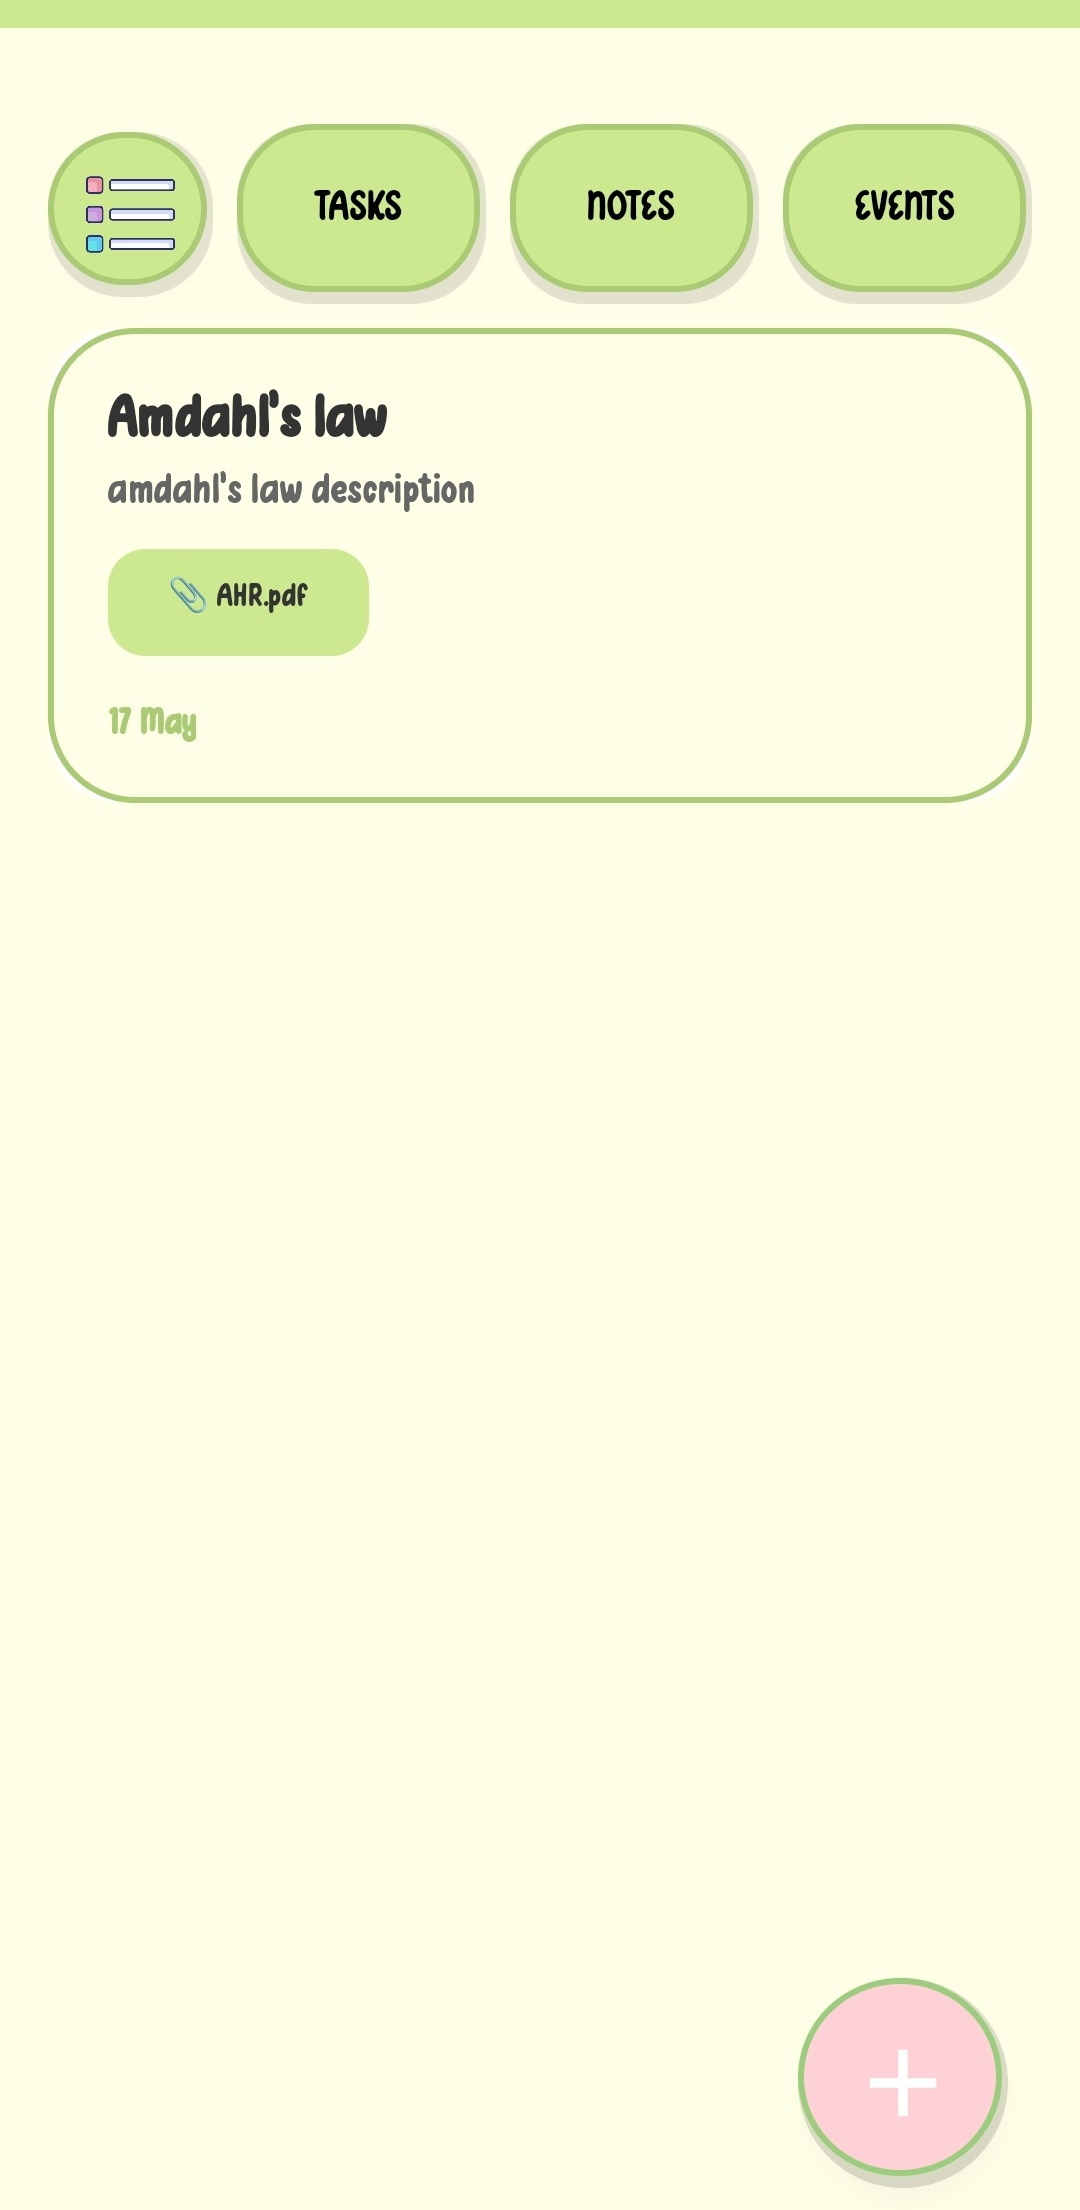 TASKS NOTES EVENTS
Amdahl's law
amdahl's law description
📎 AHR.pdf
17 May
+